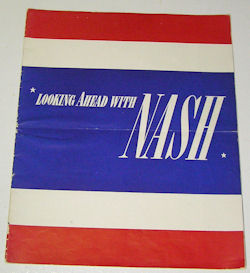 * LOOKING AHEAD WITH
NASH *